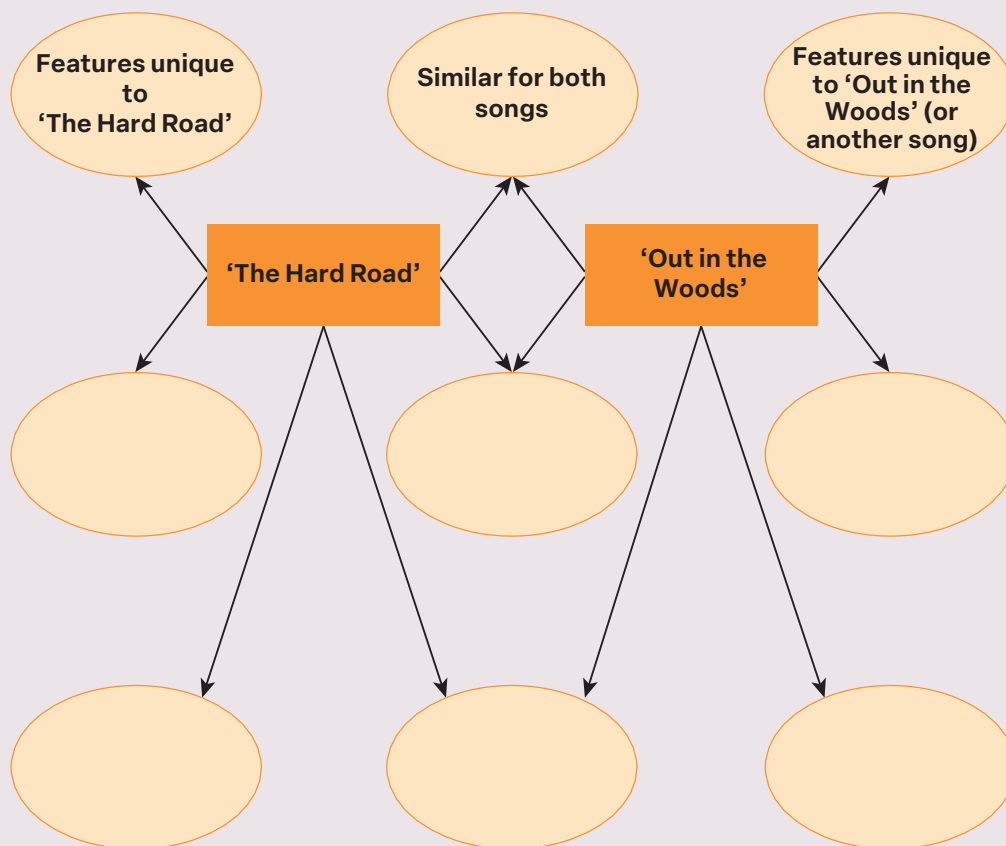 Features unique
to
‘The Hard Road’
Similar for both
songs
Features unique
to ‘Out in the
Woods’ (or
another song)
‘The Hard Road’
‘Out in the
Woods’